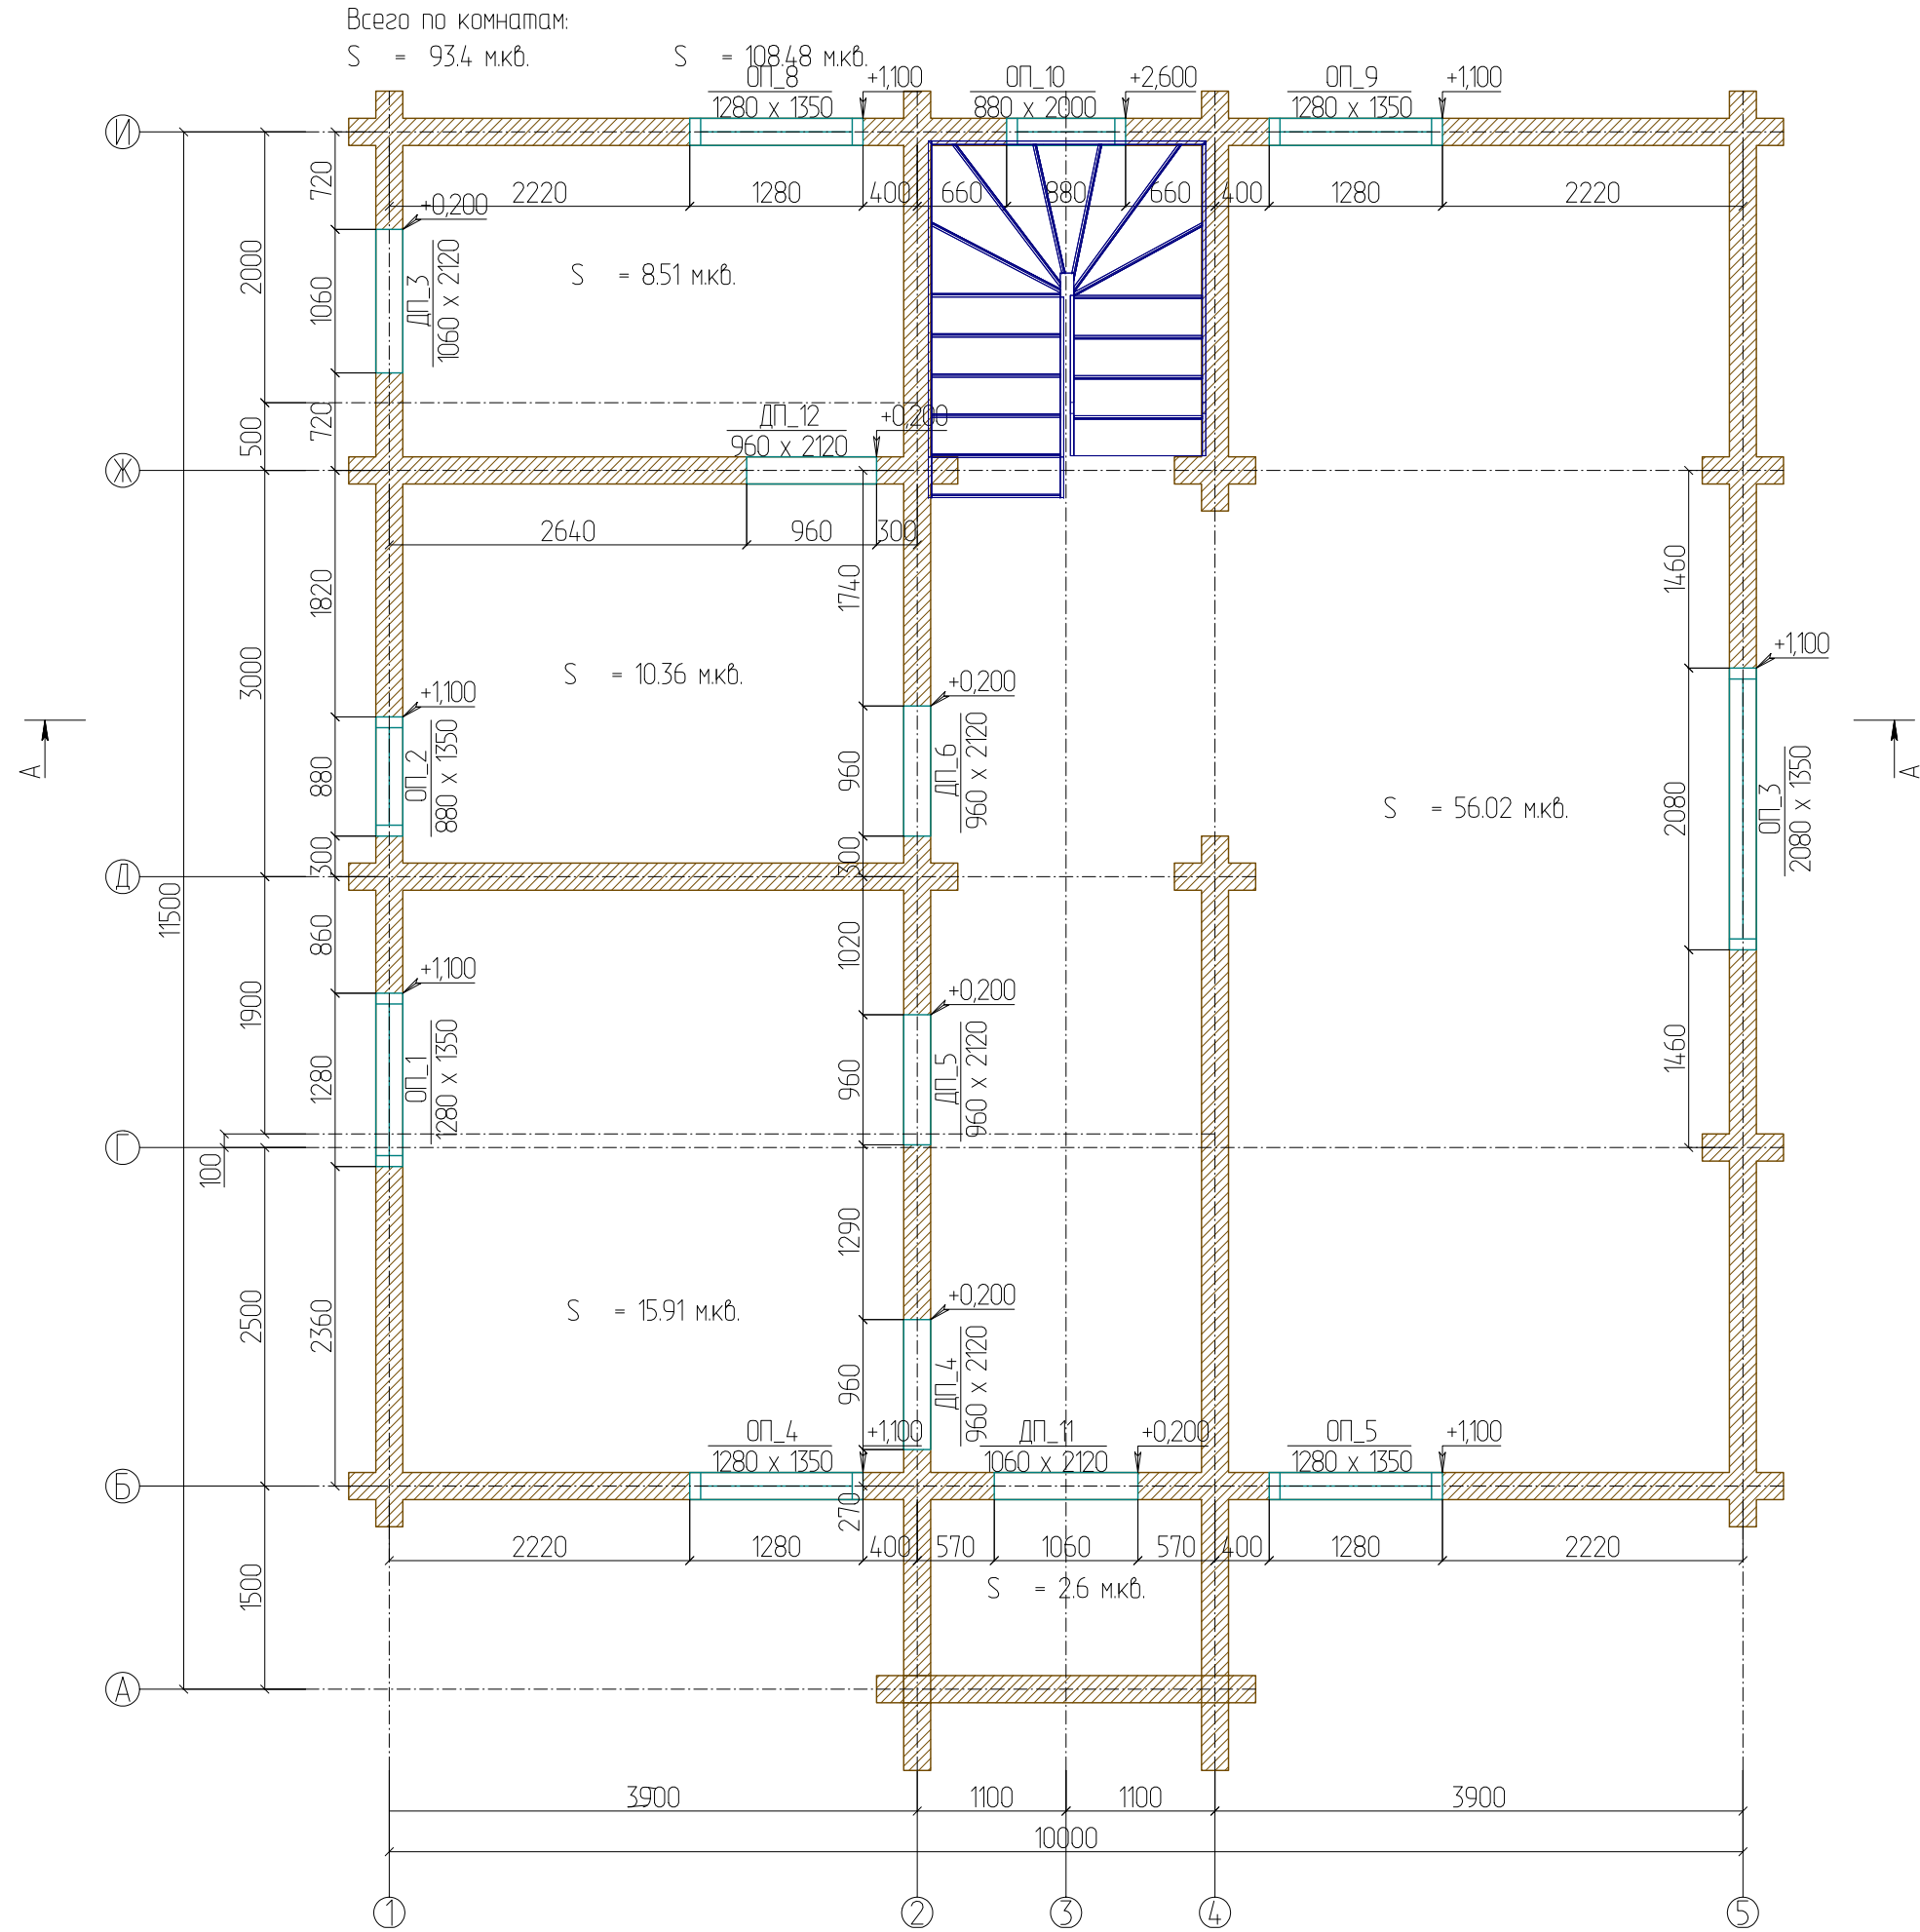 Всего по комнатам:
S = 93.4 м.кв. S = 108.48 м.кв.
ОП_8
1280 x 1350
+1,100
ОП_10
880 x 2000
+2,600
ОП_9
1280 x 1350
+1,100
И
720
2220
1280
400
660
880
660
400
1280
2220
+0,200
2000
1060
ДП_3
1060 x 2120
S = 8.51 м.кв.
720
500
ДП_12
960 x 2120
+0,200
Ж
2640
960
300
1820
1740
1460
3000
S = 10.36 м.кв.
+1,100
+0,200
+1,100
А
880
ОП_2
880 x 1350
960
ДП_6
960 x 2120
S = 56.02 м.кв.
2080
ОП_3
2080 x 1350
А
300
300
Д
11500
860
1020
1900
+1,100
+0,200
1280
ОП_1
1280 x 1350
960
ДП_5
960 x 2120
1460
Г
100
1290
2500
2360
S = 15.91 м.кв.
+0,200
960
ДП_4
960 x 2120
ОП_4
1280 x 1350
+1,100
ДП_11
1060 x 2120
+0,200
ОП_5
1280 x 1350
+1,100
Б
270
2220
1280
400
570
1060
570
400
1280
2220
1500
S = 2.6 м.кв.
А
3900
1100
1100
3900
10000
1
2
3
4
5